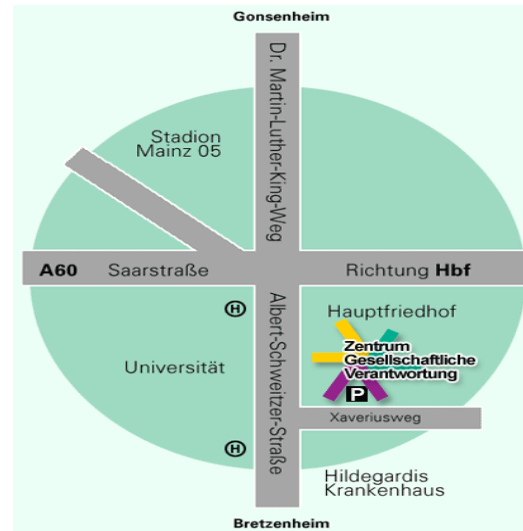 Gonsenheim
Dr. Martin-Luther-King-Weg
Stadion
Mainz 05
A60 Saarstraße Richtung Hbf
H
Albert-Schweitzer-Straße
Hauptfriedhof
Zentrum
Gesellschaftliche
Verantwortung
P
Universität
Xaveriusweg
H
Hildegardis
Krankenhaus
Bretzenheim